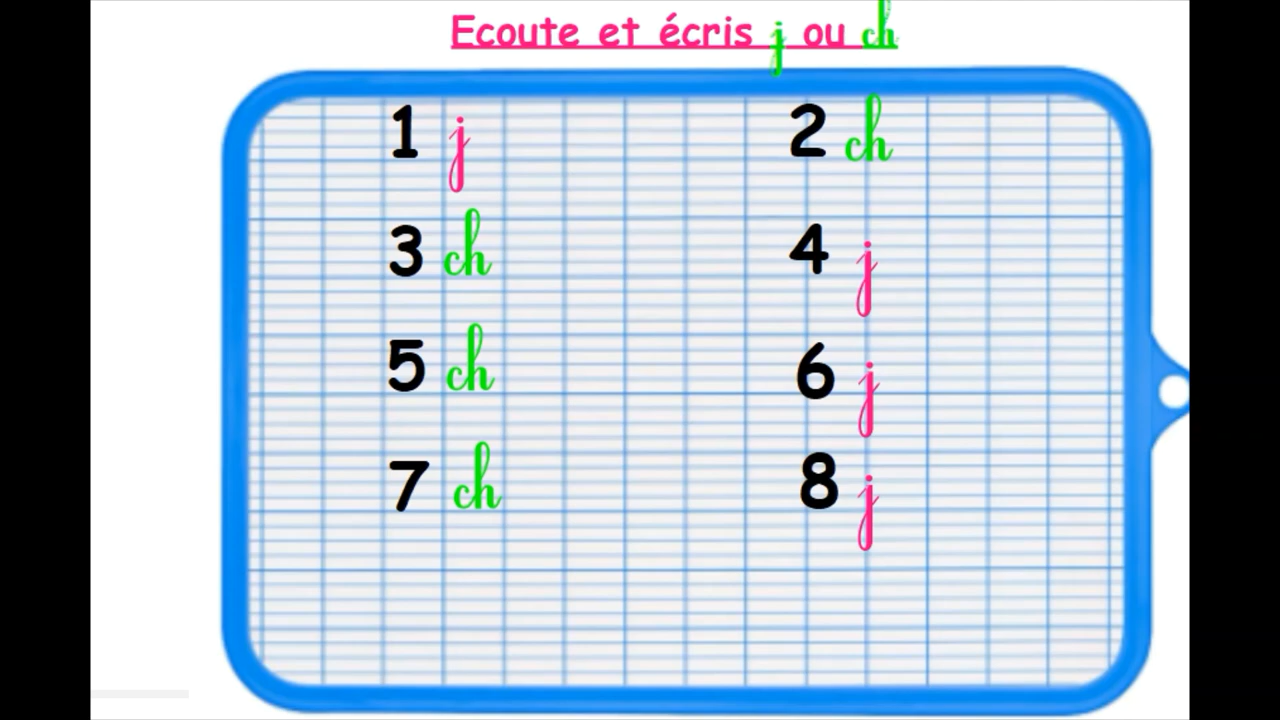 Ecoute et écris j ou ch
1 j 2 ch
3 ch 4 j
5 ch 6 j
7 ch 8 j